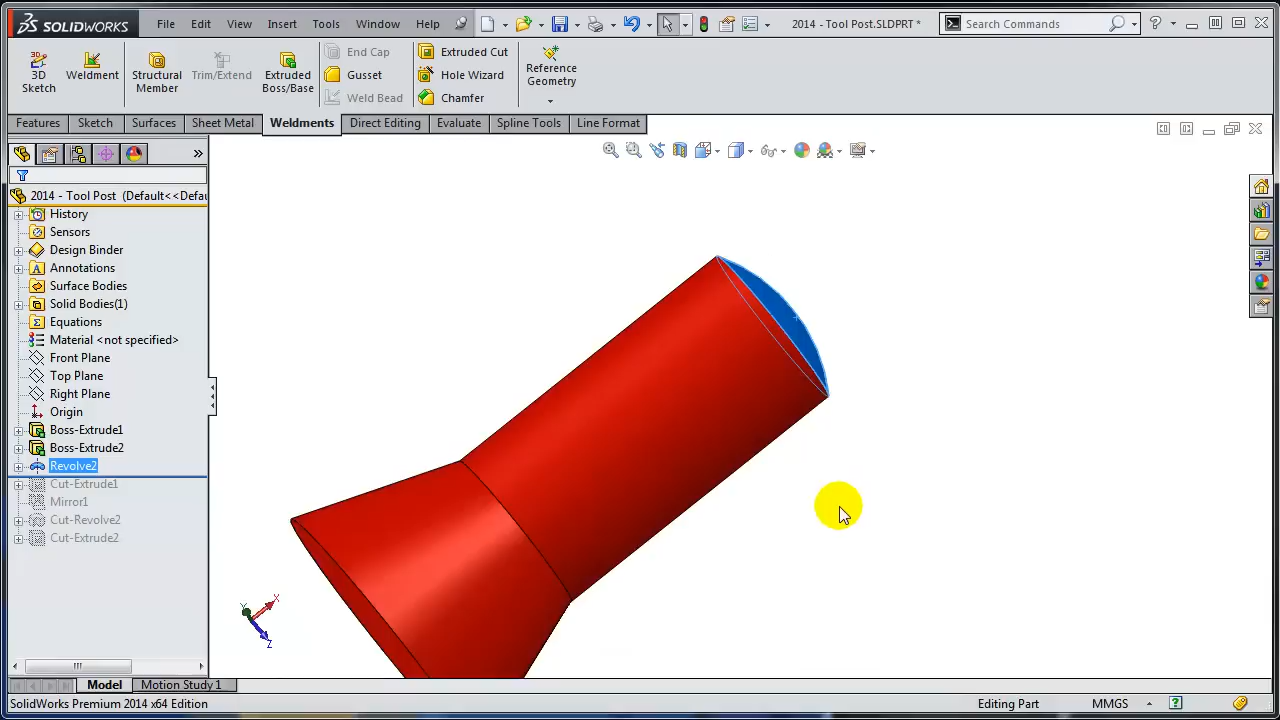 SOLIDWORKS File Edit View Insert Tools Window Help 2014 - Tool Post.SLDPRT * Search Commands
3D Sketch
Weldment
Structural Member
Trim/Extend
Extruded Boss/Base
End Cap
Gusset
Weld Bead
Extruded Cut
Hole Wizard
Chamfer
Reference Geometry
Features Sketch Surfaces Sheet Metal Weldments Direct Editing Evaluate Spline Tools Line Format
2014 - Tool Post (Default<<Defau
History
Sensors
Design Binder
Annotations
Surface Bodies
Solid Bodies(1)
Equations
Material <not specified>
Front Plane
Top Plane
Right Plane
Origin
Boss-Extrude1
Boss-Extrude2
Revolve2
Cut-Extrude1
Mirror1
Cut-Revolve2
Cut-Extrude2
Y X Z
Model Motion Study 1
SolidWorks Premium 2014 x64 Edition Editing Part MMGS